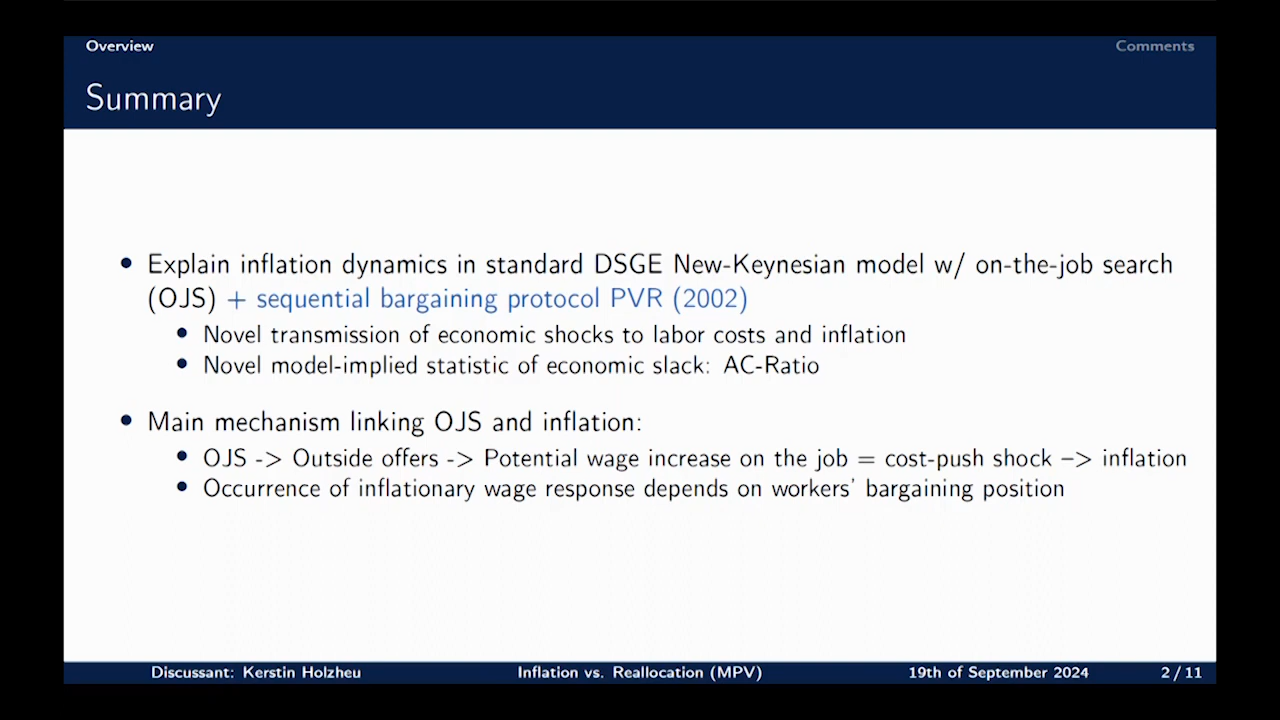 Overview
Comments
Summary
• Explain inflation dynamics in standard DSGE New-Keynesian model w/ on-the-job search
(OJS) + sequential bargaining protocol PVR (2002)
• Novel transmission of economic shocks to labor costs and inflation
• Novel model-implied statistic of economic slack: AC-Ratio
• Main mechanism linking OJS and inflation:
• OJS -> Outside offers -> Potential wage increase on the job = cost-push shock –> inflation
• Occurrence of inflationary wage response depends on workers' bargaining position
Discussant: Kerstin Holzheu Inflation vs. Reallocation (MPV) 19th of September 2024 2 / 11